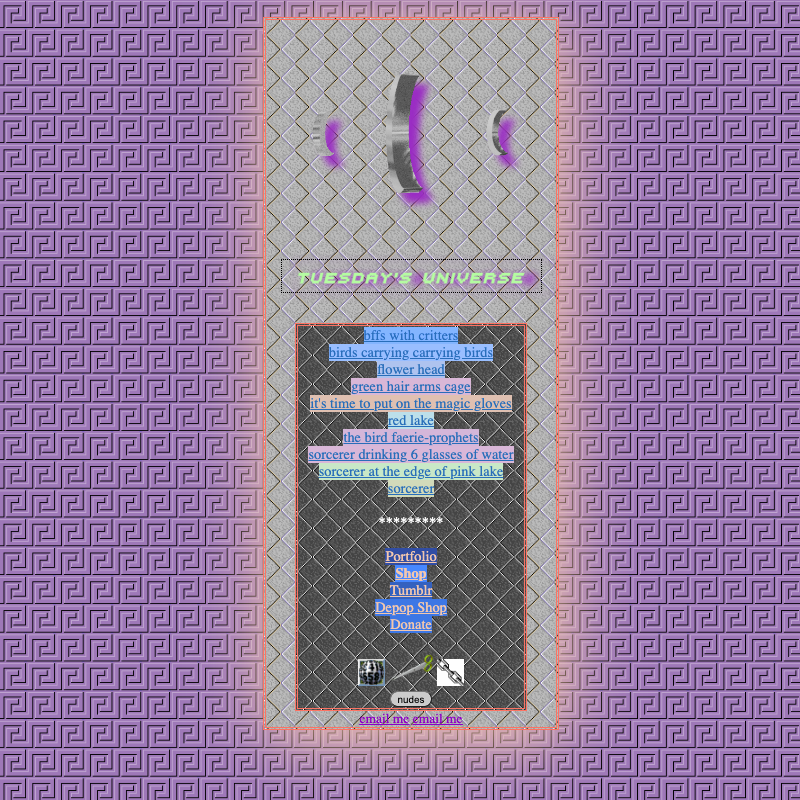 TUESDAY'S UNIVERSE
bffs with critters
birds carrying carrying birds
flower head
green hair arms cage
it's time to put on the magic gloves
red lake
the bird faerie-prophets
sorcerer drinking 6 glasses of water
sorcerer at the edge of pink lake
sorcerer
*********
Portfolio
Shop
Tumblr
Depop Shop
Donate
nudes
email me email me